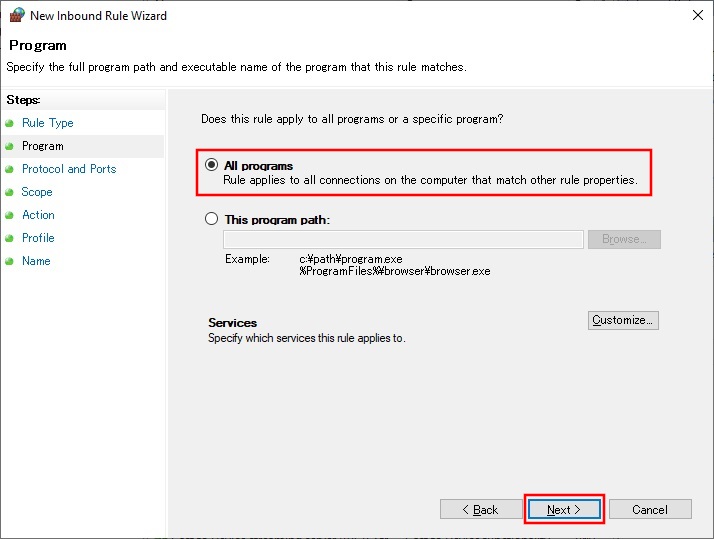 New Inbound Rule Wizard
Program
Specify the full program path and executable name of the program that this rule matches.
Steps:
Rule Type
Program
Protocol and Ports
Scope
Action
Profile
Name
Does this rule apply to all programs or a specific program?
All programs
Rule applies to all connections on the computer that match other rule properties.
This program path:
Browse...
Example:
c:¥path¥program.exe
%ProgramFiles%¥browser¥browser.exe
Services
Specify which services this rule applies to.
Customize...
< Back
Next >
Cancel